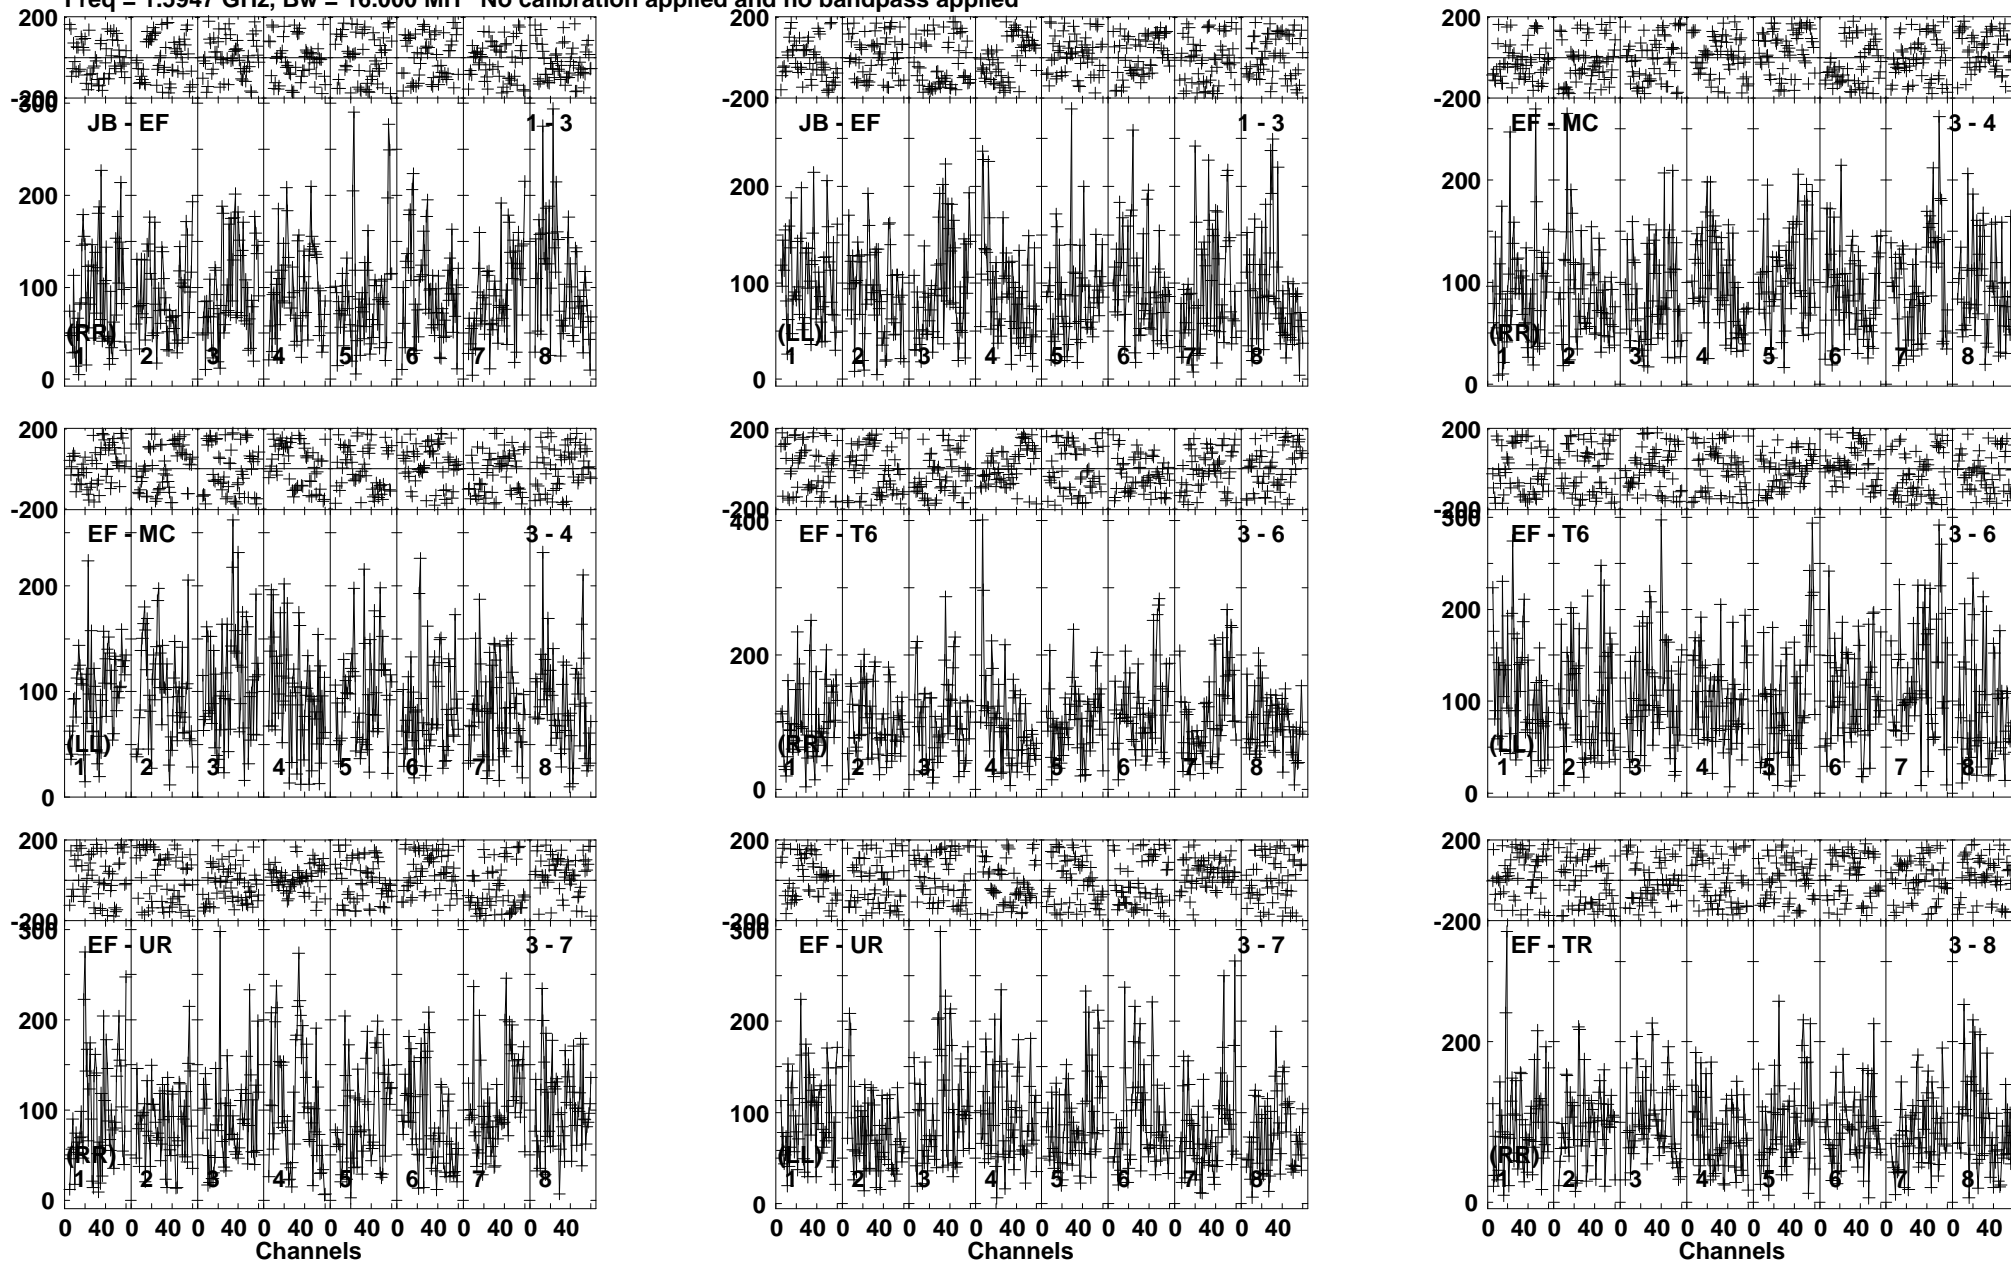 Freq = 1.5947 GHz, Bw = 16.000 MH No calibration applied and no bandpass applied
200 200 200
-200 -200 -200
300
JB - EF 1 - 3 JB - EF 1 - 3 EF - MC 3 - 4
200 200 200
100 100 100
(RR) (LL) (RR)
1 2 3 4 5 6 7 8 1 2 3 4 5 6 7 8 1 2 3 4 5 6 7 8
0 0 0
200 200 200
-200 -200 -200
400 300
EF - MC 3 - 4 EF - T6 3 - 6 EF - T6 3 - 6
200 200 200
100 100
(LL) (RR) (LL)
1 2 3 4 5 6 7 8 1 2 3 4 5 6 7 8 1 2 3 4 5 6 7 8
0 0 0
200 200 200
-200 -200 -200
300 300
EF - UR 3 - 7 EF - UR 3 - 7 EF - TR 3 - 8
200 200 200
100 100
(RR) (LL) (RR)
1 2 3 4 5 6 7 8 1 2 3 4 5 6 7 8 1 2 3 4 5 6 7 8
0 0 0
0 40 0 40 0 40 0 40 0 40 0 40 0 40 0 40 0 40 0 40 0 40 0 40 0 40 0 40 0 40 0 40 0 40 0 40 0 40 0 40 0 40 0 40 0 40 0 40
Channels Channels Channels